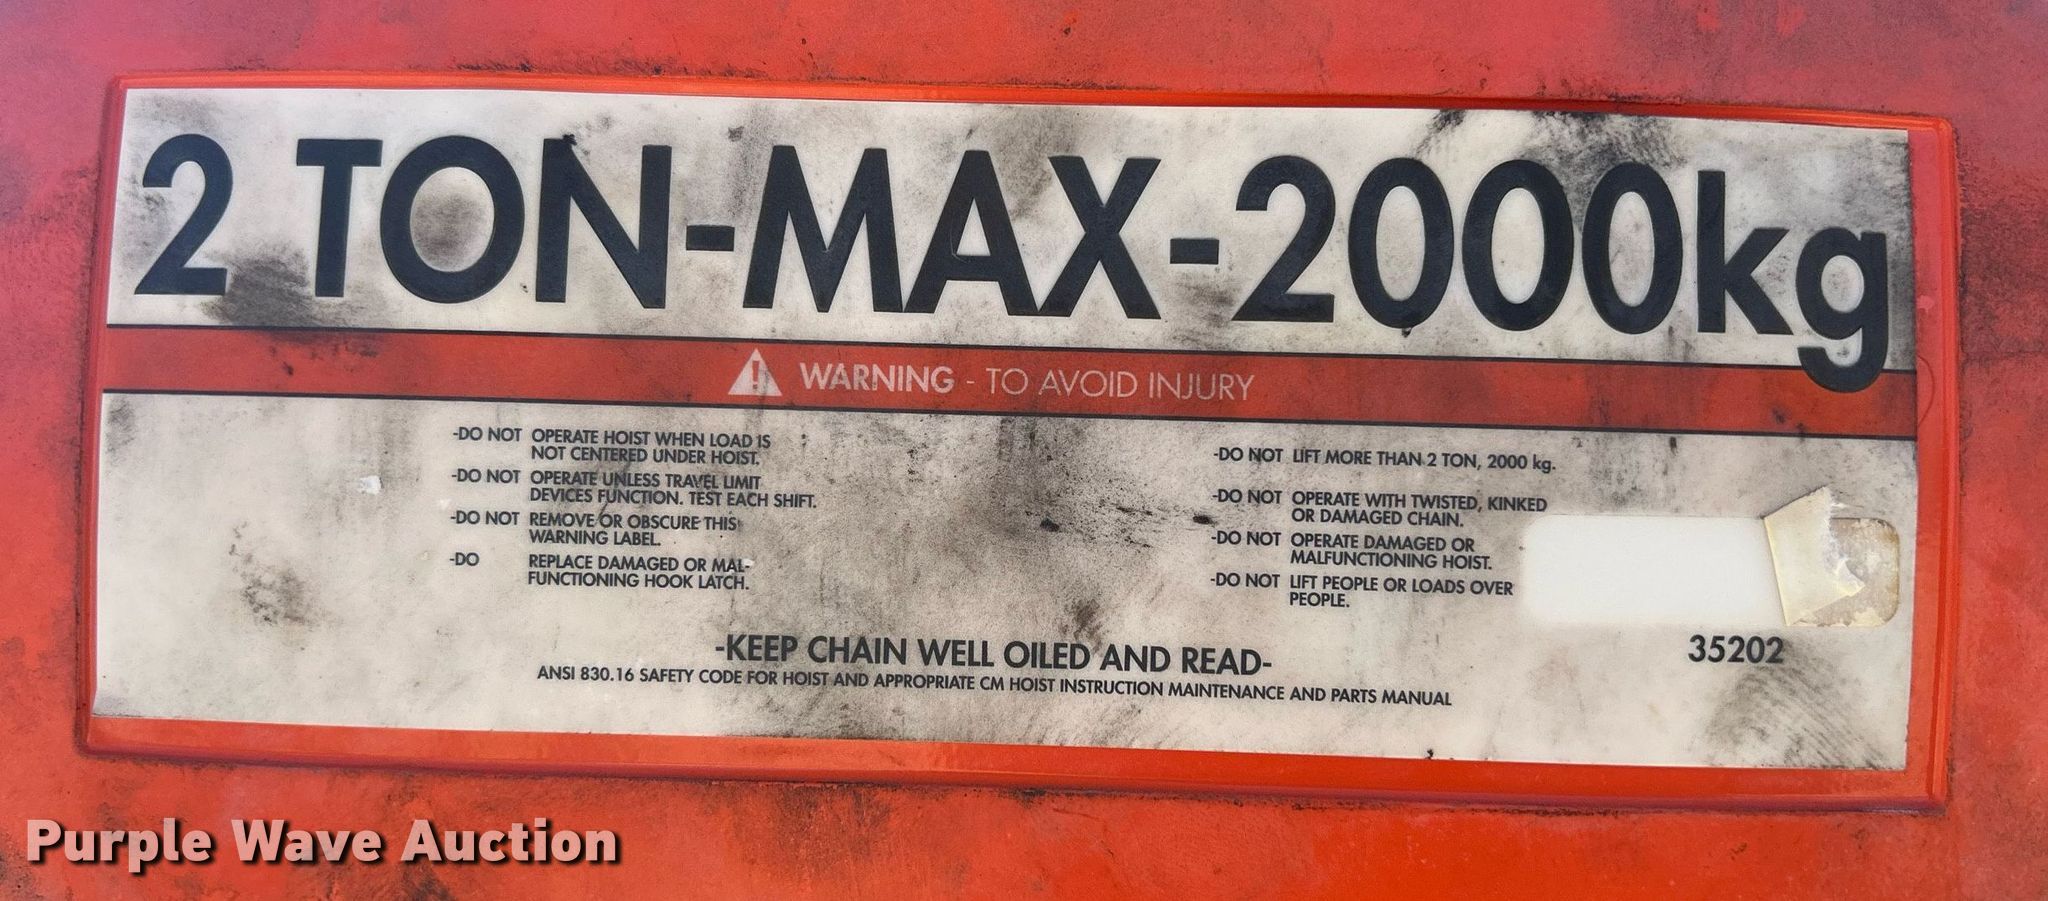 2 TON-MAX-2000kg
WARNING - TO AVOID INJURY
-DO NOT OPERATE HOIST WHEN LOAD IS
NOT CENTERED UNDER HOIST.
-DO NOT OPERATE UNLESS TRAVEL LIMIT
DEVICES FUNCTION. TEST EACH SHIFT.
-DO NOT REMOVE OR OBSCURE THIS
WARNING LABEL.
-DO REPLACE DAMAGED OR MAL-
FUNCTIONING HOOK LATCH.
-DO NOT LIFT MORE THAN 2 TON, 2000 kg.
-DO NOT OPERATE WITH TWISTED, KINKED
OR DAMAGED CHAIN.
-DO NOT OPERATE DAMAGED OR
MALFUNCTIONING HOIST.
-DO NOT LIFT PEOPLE OR LOADS OVER
PEOPLE.
-KEEP CHAIN WELL OILED AND READ-
ANSI 830.16 SAFETY CODE FOR HOIST AND APPROPRIATE CM HOIST INSTRUCTION MAINTENANCE AND PARTS MANUAL
35202
Purple Wave Auction